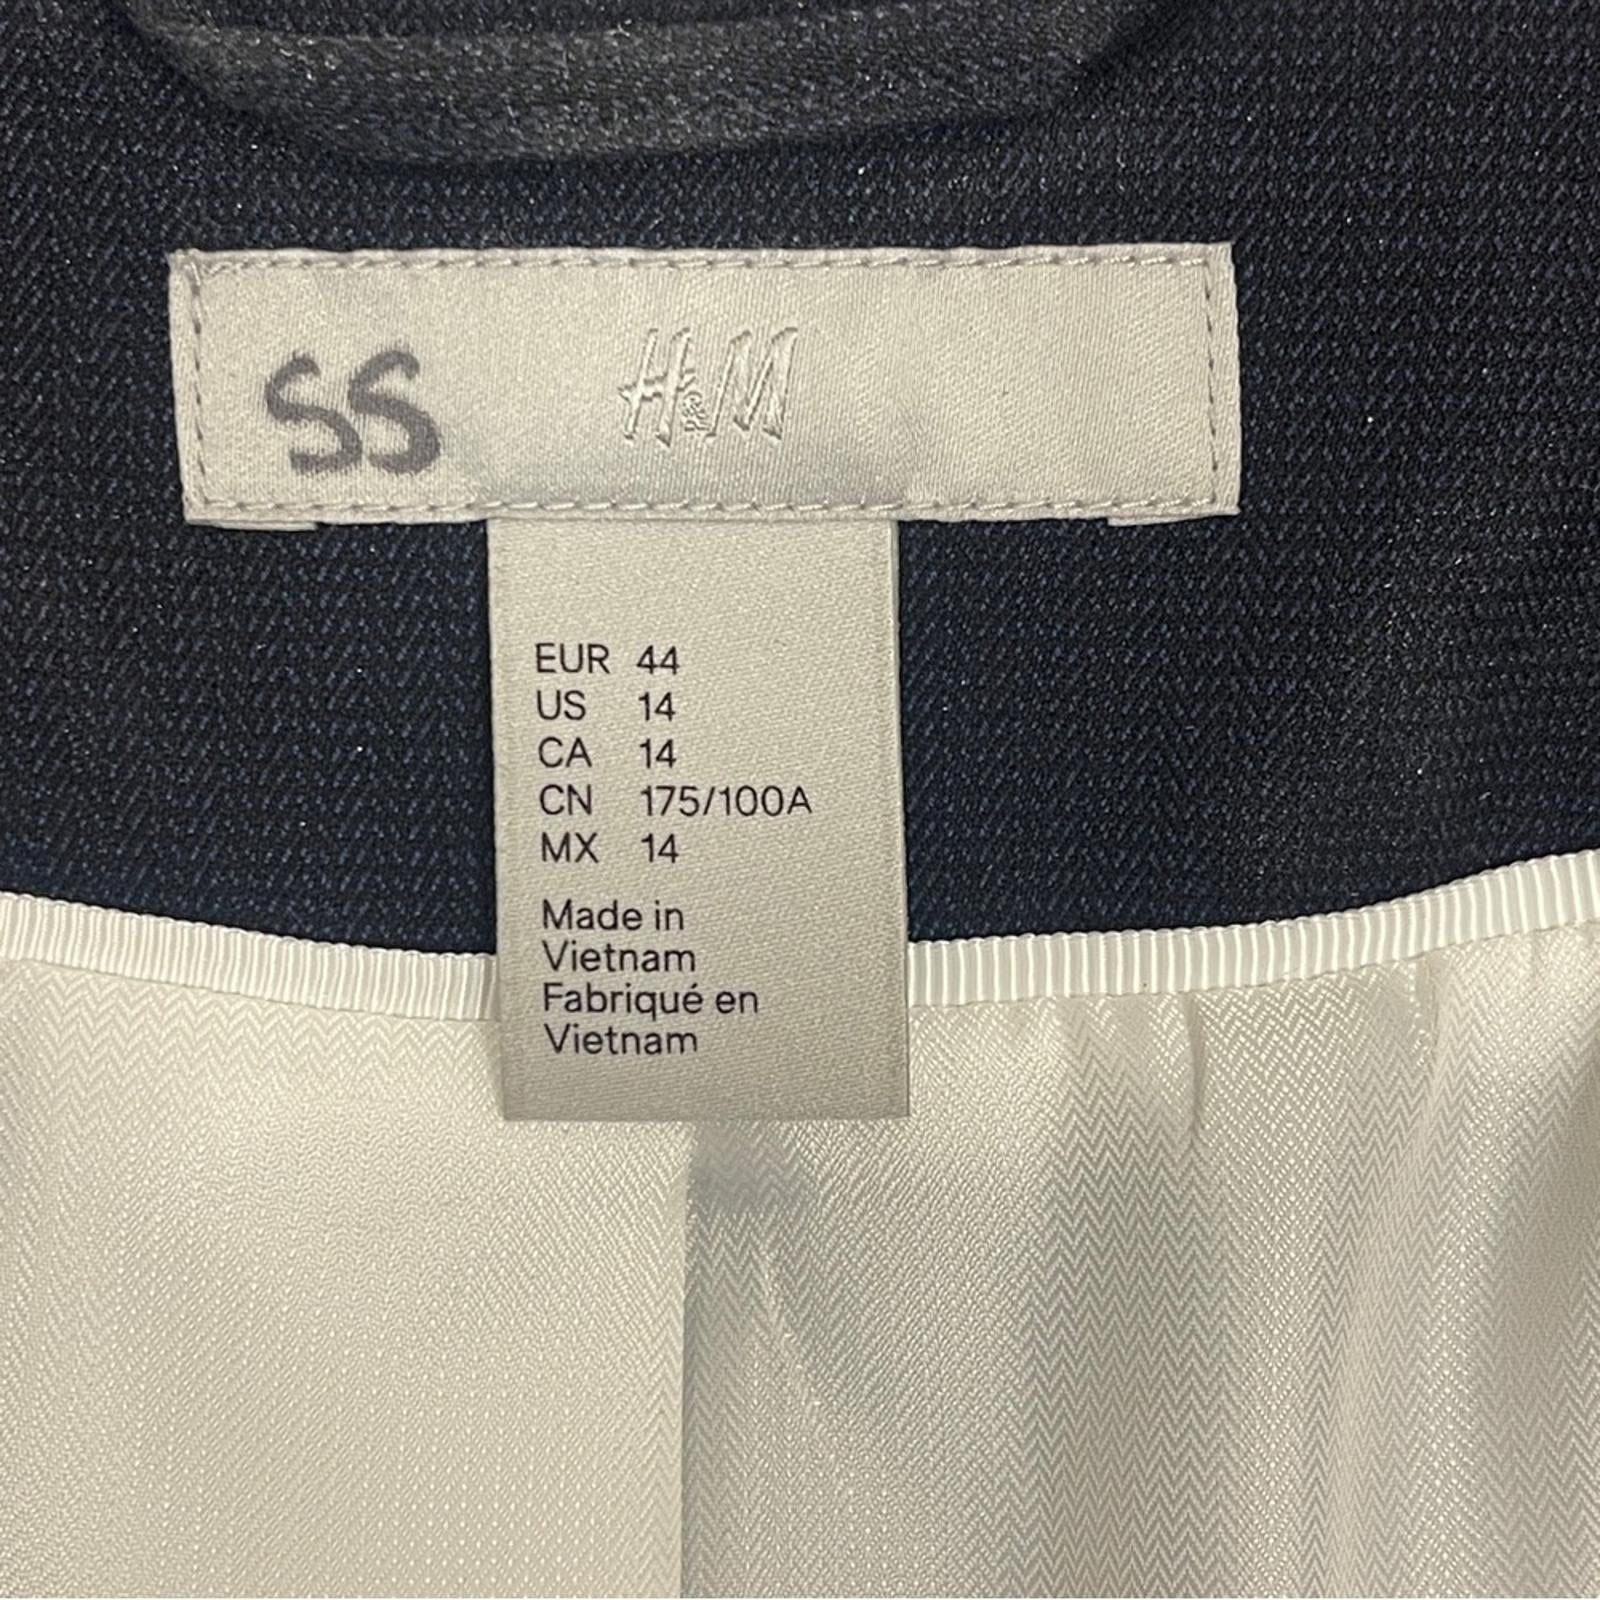 SS H&M
EUR 44
US 14
CA 14
CN 175/100A
MX 14
Made in
Vietnam
Fabriqué en
Vietnam